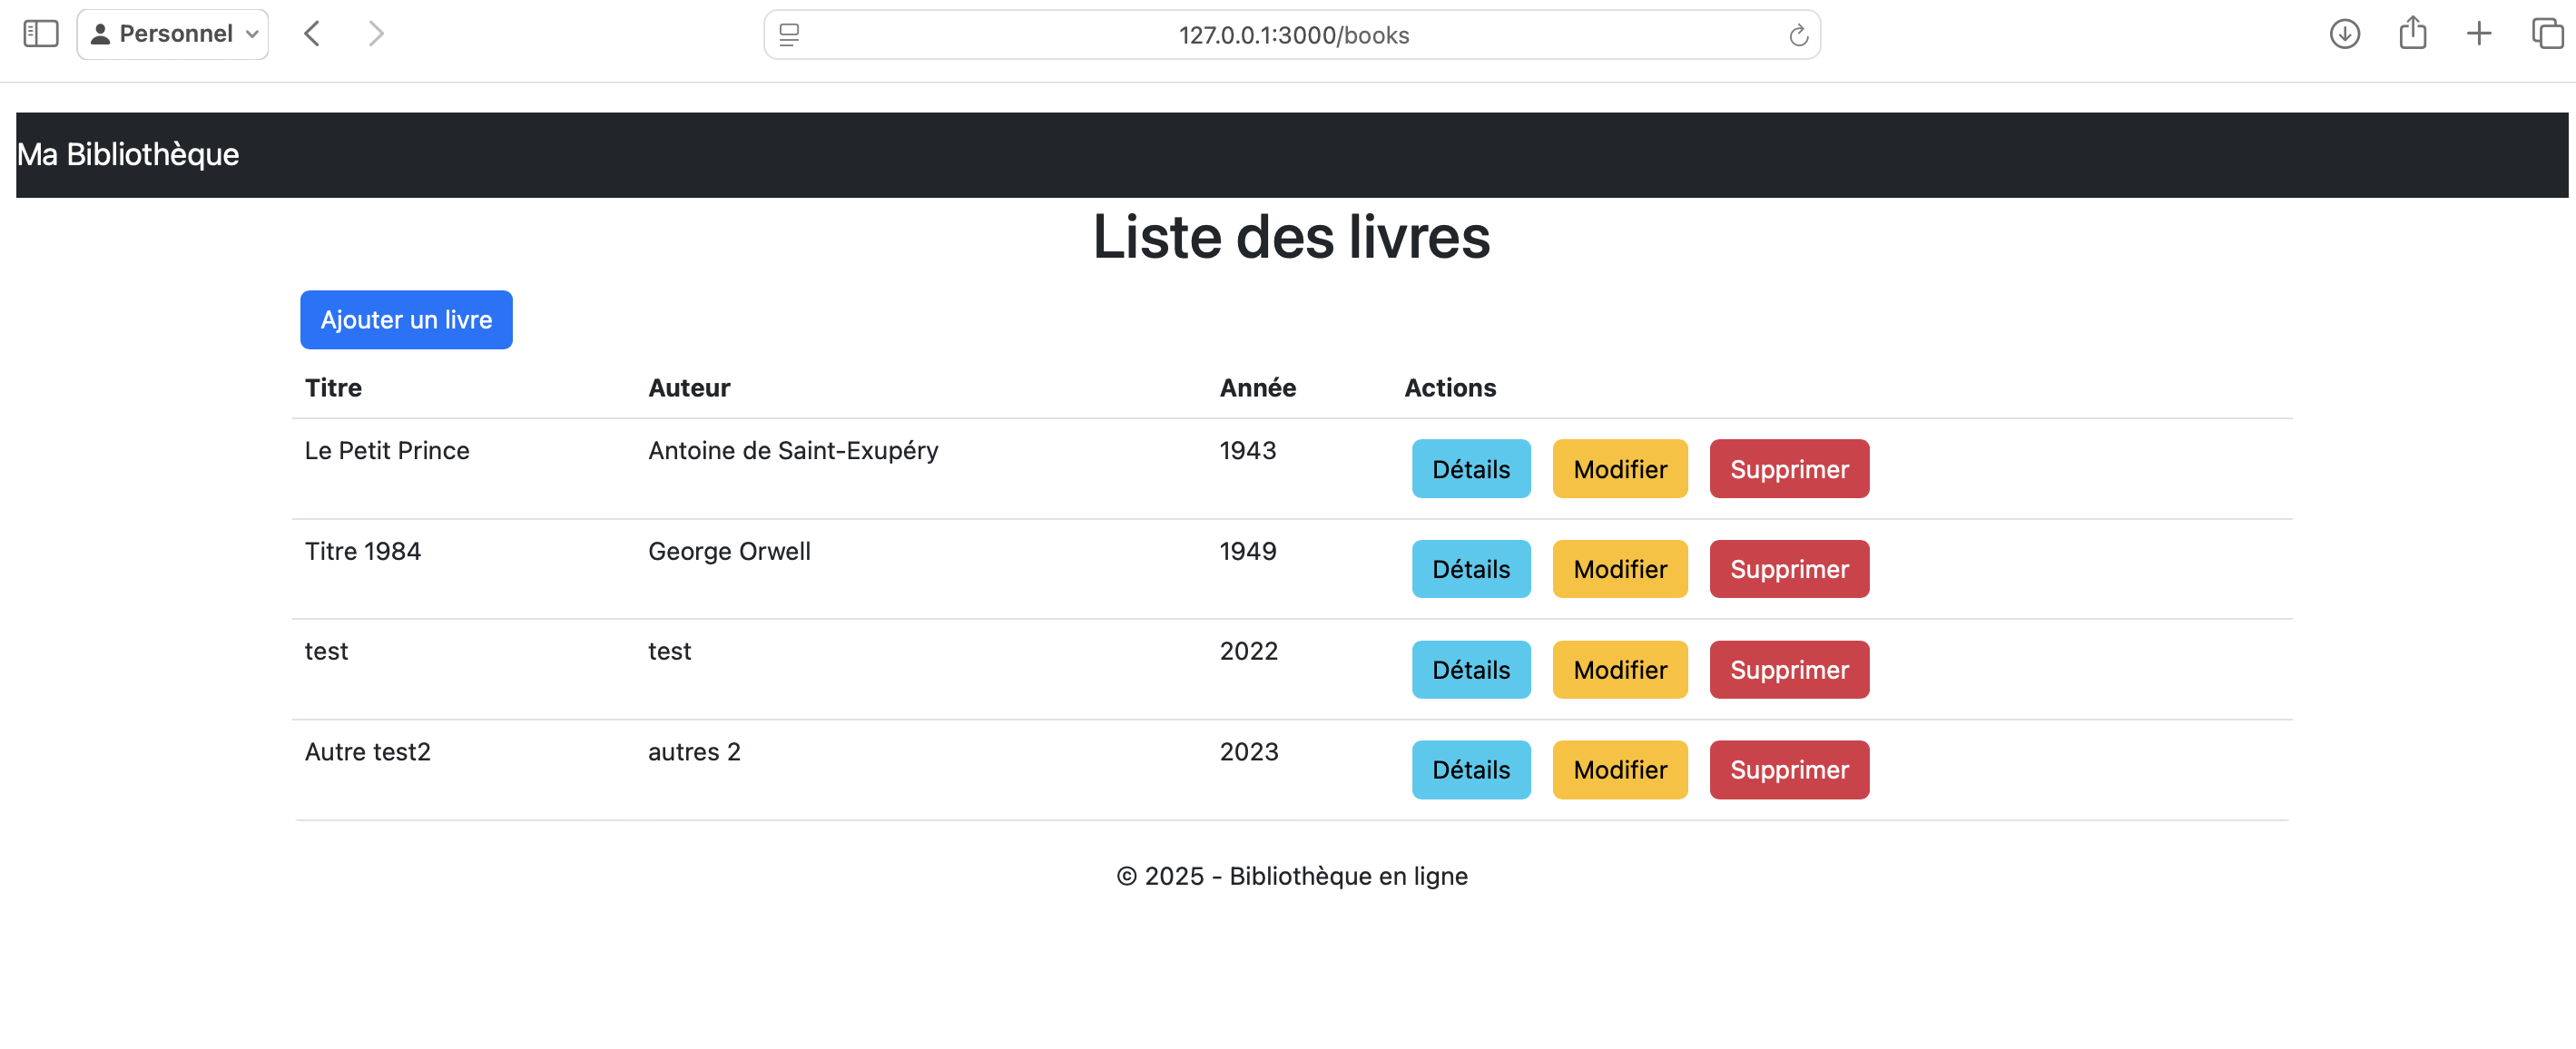 Personnel
127.0.0.1:3000/books
Ma Bibliothèque
Liste des livres
Ajouter un livre
Titre Auteur Année Actions
Le Petit Prince Antoine de Saint-Exupéry 1943 Détails Modifier Supprimer
Titre 1984 George Orwell 1949 Détails Modifier Supprimer
test test 2022 Détails Modifier Supprimer
Autre test2 autres 2 2023 Détails Modifier Supprimer
© 2025 - Bibliothèque en ligne